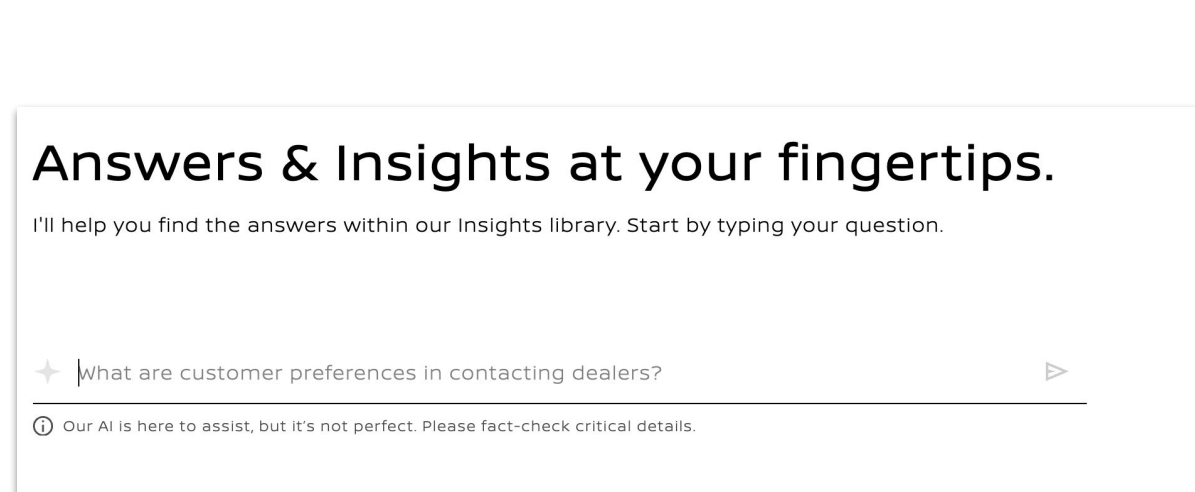 Answers & Insights at your fingertips.
I'll help you find the answers within our Insights library. Start by typing your question.
What are customer preferences in contacting dealers?
Our AI is here to assist, but it’s not perfect. Please fact-check critical details.